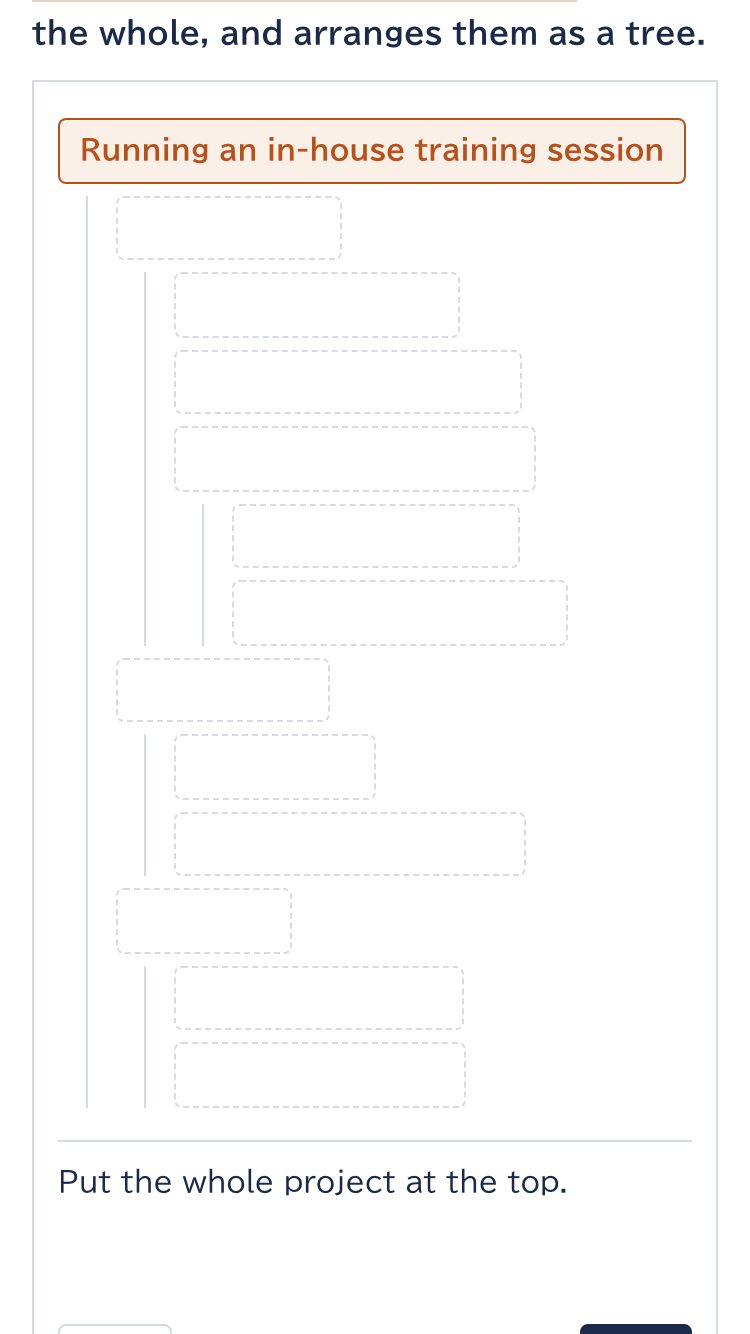 the whole, and arranges them as a tree.
Running an in-house training session
Put the whole project at the top.